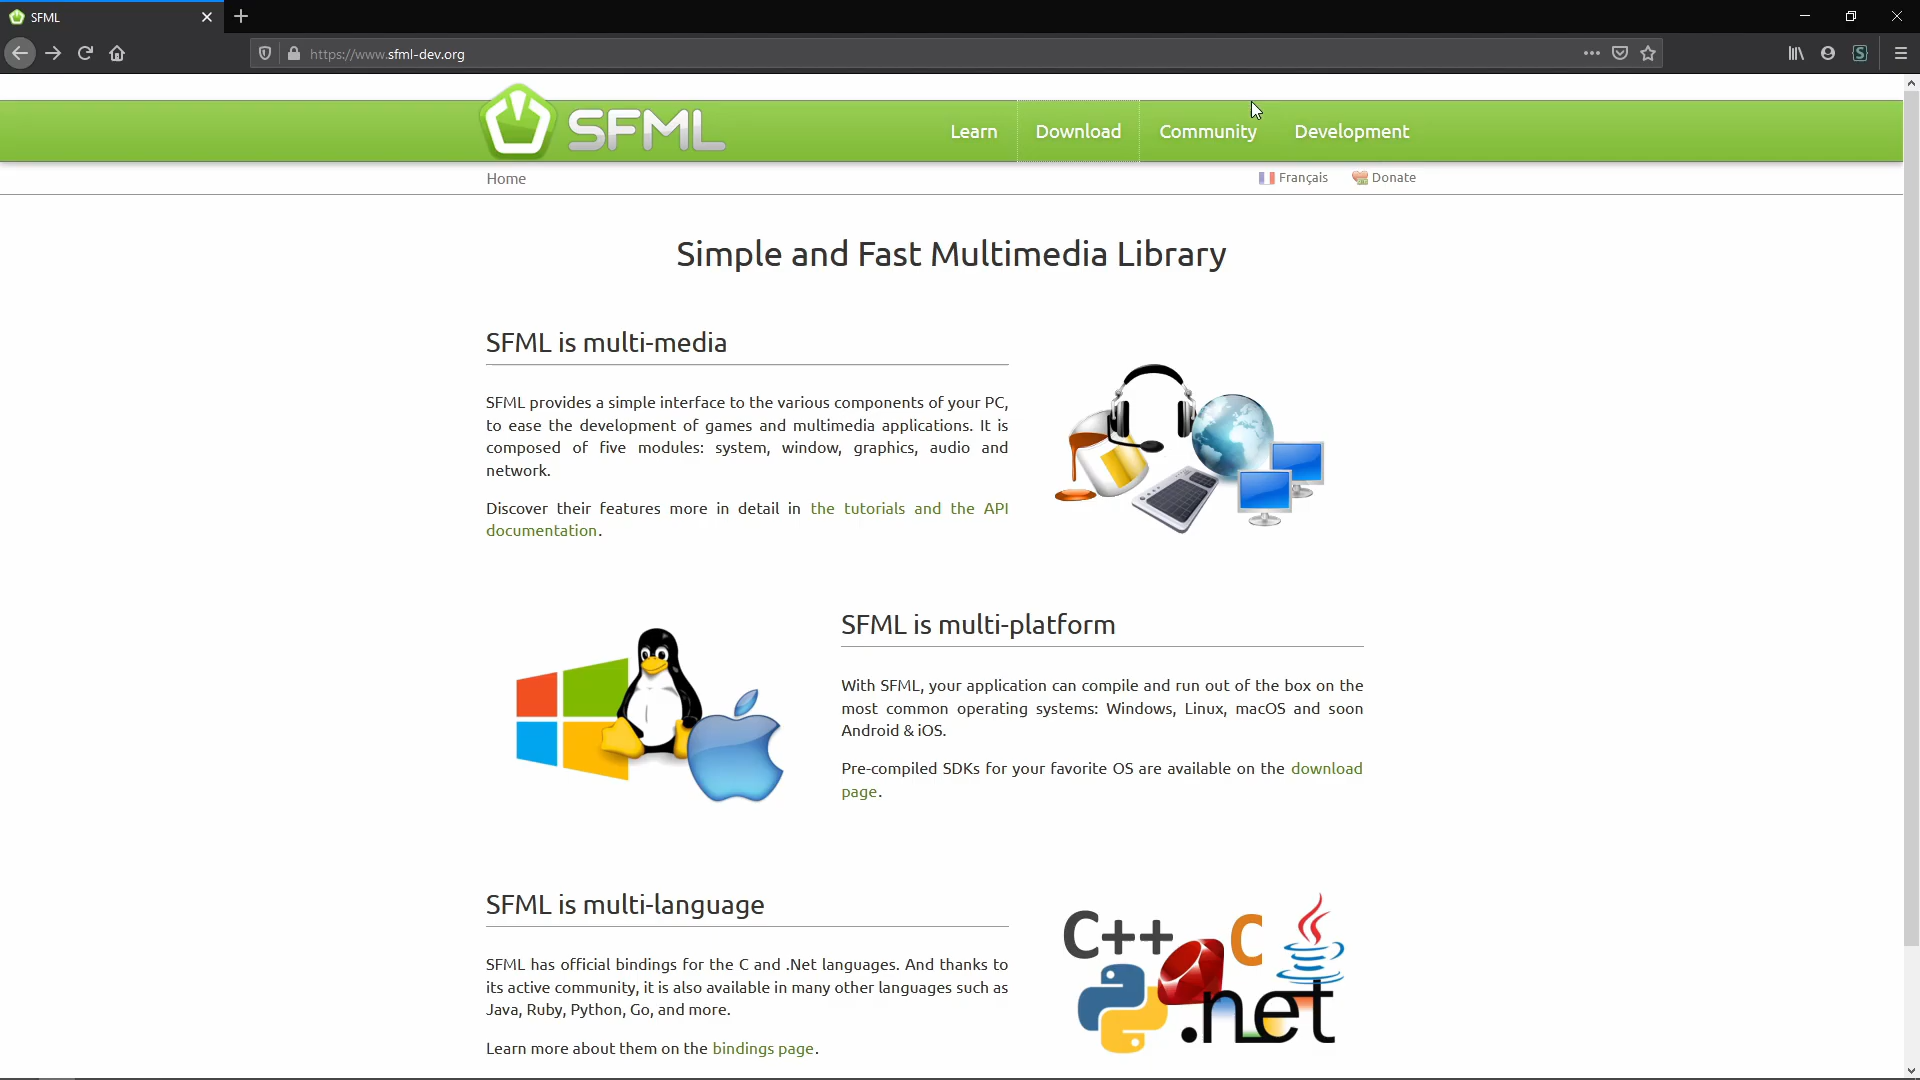 SFML
https://www.sfml-dev.org
SFML
Learn
Download
Community
Development
Home
Français
Donate
Simple and Fast Multimedia Library
SFML is multi-media
SFML provides a simple interface to the various components of your PC,
to ease the development of games and multimedia applications. It is
composed of five modules: system, window, graphics, audio and
network.
Discover their features more in detail in the tutorials and the API
documentation.
SFML is multi-platform
With SFML, your application can compile and run out of the box on the
most common operating systems: Windows, Linux, macOS and soon
Android & iOS.
Pre-compiled SDKs for your favorite OS are available on the download
page.
SFML is multi-language
SFML has official bindings for the C and .Net languages. And thanks to
its active community, it is also available in many other languages such as
Java, Ruby, Python, Go, and more.
Learn more about them on the bindings page.
C++
C
.net